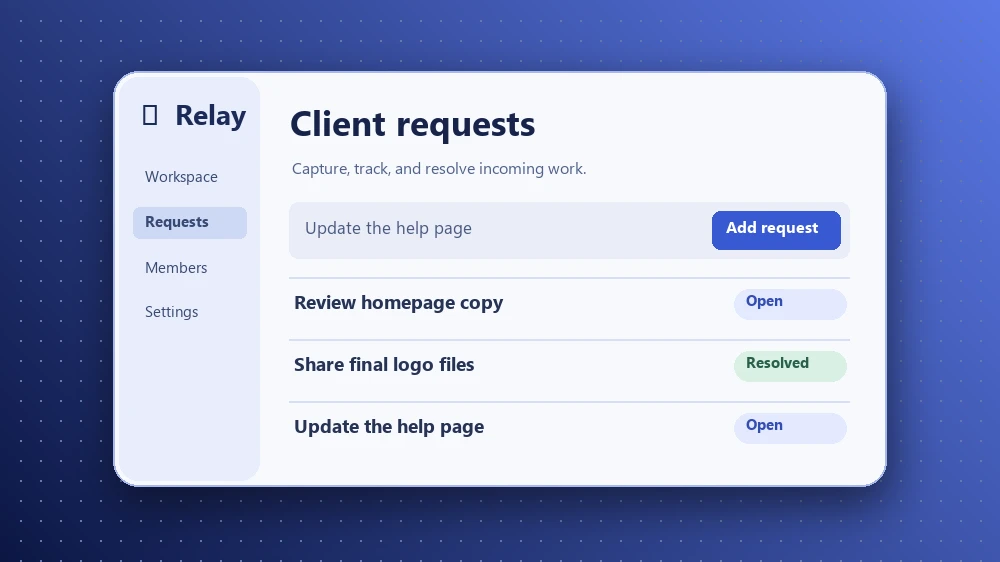 Relay
Workspace
Requests
Members
Settings
Client requests
Capture, track, and resolve incoming work.
Update the help page
Add request
Review homepage copy
Open
Share final logo files
Resolved
Update the help page
Open